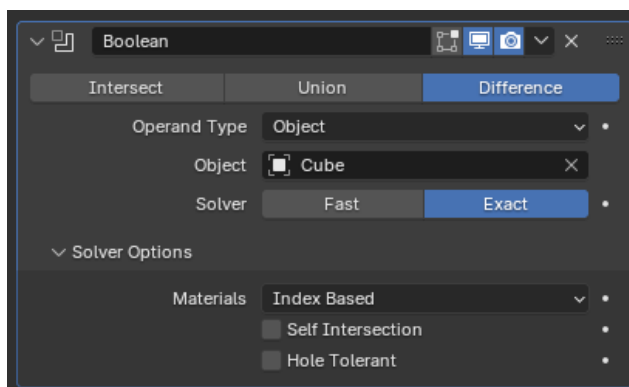 Boolean
Intersect Union Difference
Operand Type Object
Object Cube
Solver Fast Exact
Solver Options
Materials Index Based
Self Intersection
Hole Tolerant